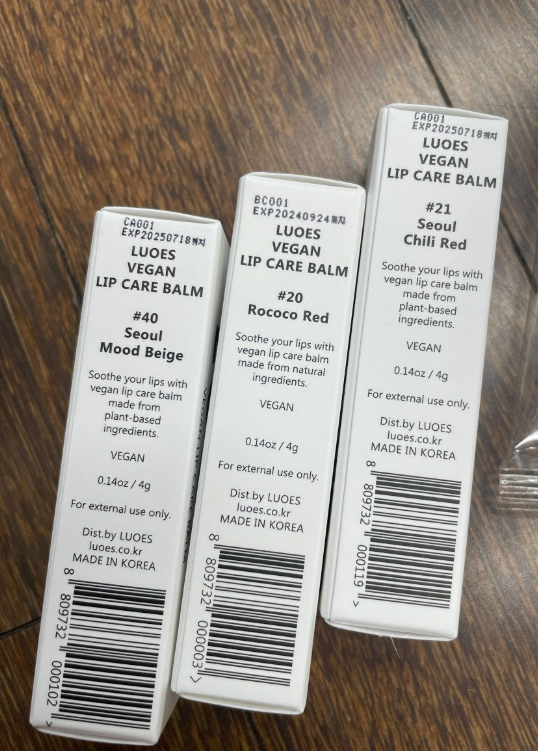 CA001
EXP20250718까지
LUOES
VEGAN
LIP CARE BALM
#40
Seoul
Mood Beige
Soothe your lips with
vegan lip care balm
made from
plant-based
ingredients.
VEGAN
0.14oz / 4g
For external use only.
Dist.by LUOES
luoes.co.kr
MADE IN KOREA
8 809732 000102 >
BC001
EXP20240924까지
LUOES
VEGAN
LIP CARE BALM
#20
Rococo Red
Soothe your lips with
vegan lip care balm
made from natural
ingredients.
VEGAN
0.14oz / 4g
For external use only.
Dist.by LUOES
luoes.co.kr
MADE IN KOREA
8 809732 000003 >
CA001
EXP20250718까지
LUOES
VEGAN
LIP CARE BALM
#21
Seoul
Chili Red
Soothe your lips with
vegan lip care balm
made from
plant-based
ingredients.
VEGAN
0.14oz / 4g
For external use only.
Dist.by LUOES
luoes.co.kr
MADE IN KOREA
8 809732 000119 >